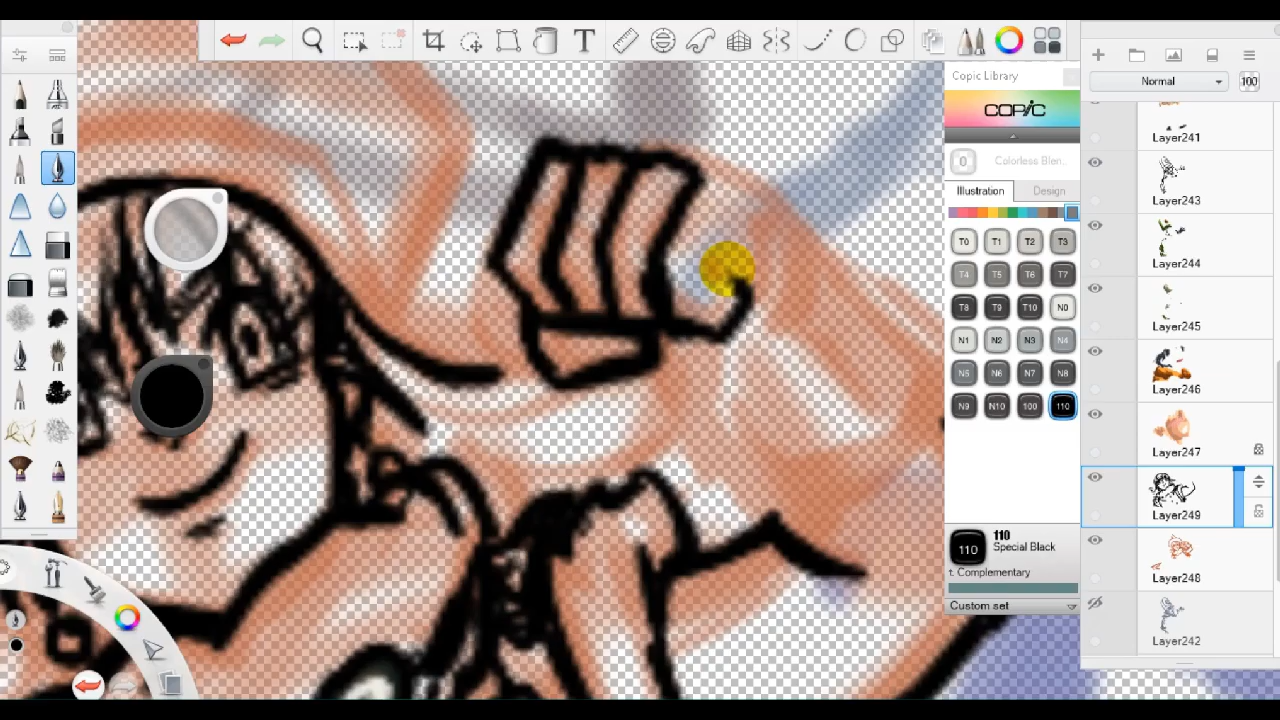 T
Copic Library
COPIC
0 Colorless Blen..
Illustration Design
T0 T1 T2 T3
T4 T5 T6 T7
T8 T9 T10 N0
N1 N2 N3 N4
N5 N6 N7 N8
N9 N10 100 110
110
110
Special Black
t. Complementary
Custom set
Normal 100
Layer241
Layer243
Layer244
Layer245
Layer246
Layer247
Layer249
Layer248
Layer242